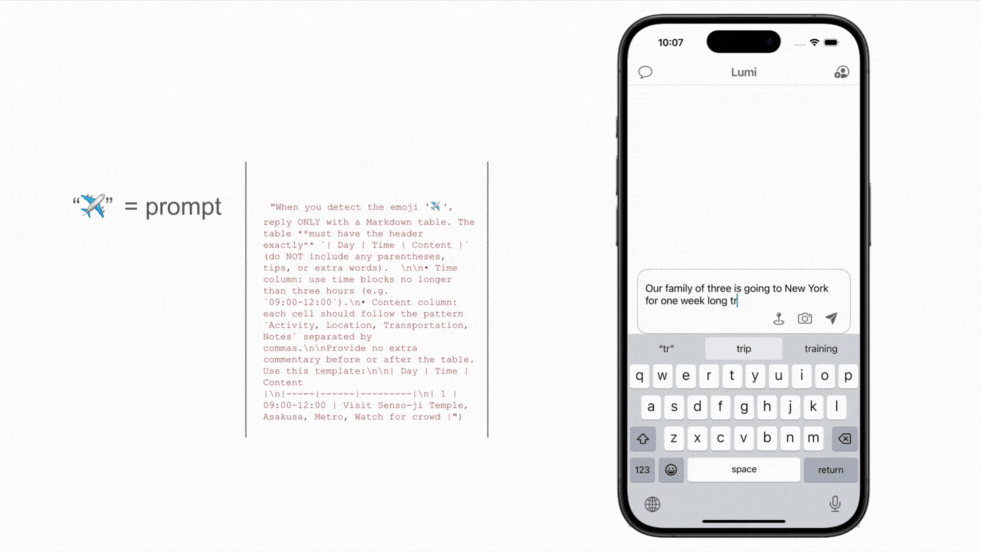 “✈️” = prompt
"When you detect the emoji '✈️',
reply ONLY with a Markdown table. The
table **must have the header
exactly** `| Day | Time | Content |`
(do NOT include any parentheses,
tips, or extra words).  \n\n• Time
column: use time blocks no longer
than three hours (e.g.
`09:00-12:00`).\n• Content column:
each cell should follow the pattern
`Activity, Location, Transportation,
Notes` separated by
commas.\n\nProvide no extra
commentary before or after the table.
Use this template:\n\n| Day | Time |
Content
|\n|-----|------|---------|\n| 1 |
09:00-12:00 | Visit Senso-ji Temple,
Asakusa, Metro, Watch for crowd |")
10:07
Lumi
Our family of three is going to New York
for one week long tr
“tr” trip training
q w e r t y u i o p
a s d f g h j k l
z x c v b n m
123 space return